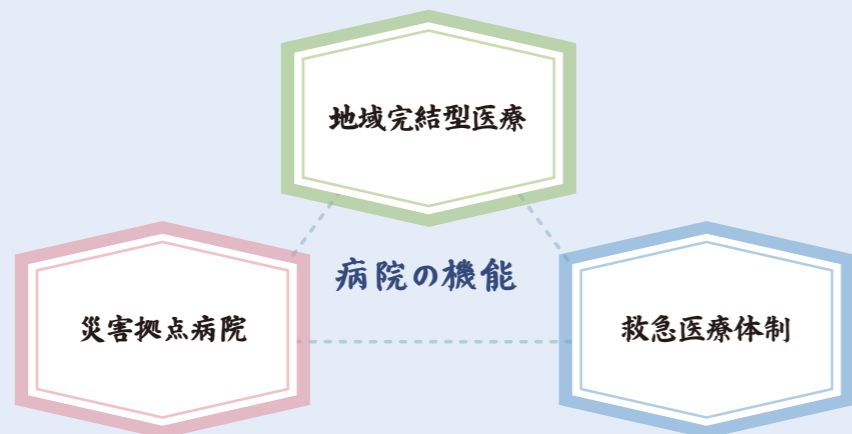 地域完結型医療
病院の機能
災害拠点病院
救急医療体制